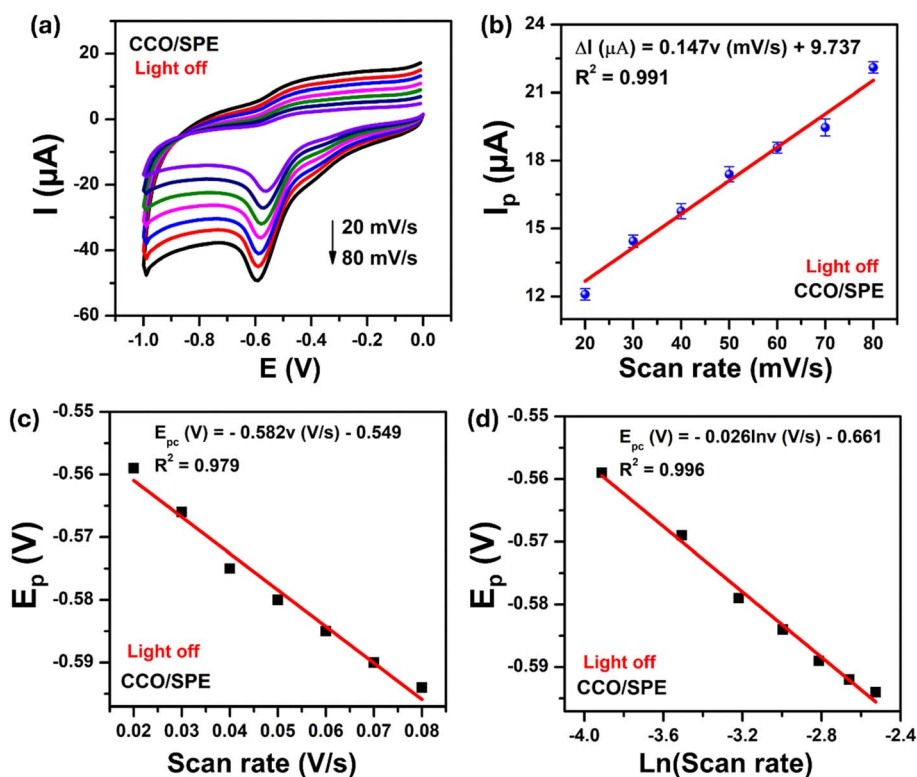 (a)
CCO/SPE
Light off
20 mV/s
80 mV/s
I (µA)
20
0
-20
-40
-60
-1.0
-0.8
-0.6
-0.4
-0.2
0.0
E (V)
(b)
ΔI (µA) = 0.147v (mV/s) + 9.737
R² = 0.991
Light off
CCO/SPE
Iₚ (µA)
24
21
18
15
12
20
30
40
50
60
70
80
Scan rate (mV/s)
(c)
E_pc (V) = - 0.582v (V/s) - 0.549
R² = 0.979
Light off
CCO/SPE
Eₚ (V)
-0.55
-0.56
-0.57
-0.58
-0.59
0.02
0.03
0.04
0.05
0.06
0.07
0.08
Scan rate (V/s)
(d)
E_pc (V) = - 0.026lnv (V/s) - 0.661
R² = 0.996
Light off
CCO/SPE
Eₚ (V)
-0.55
-0.56
-0.57
-0.58
-0.59
-4.0
-3.6
-3.2
-2.8
-2.4
Ln(Scan rate)